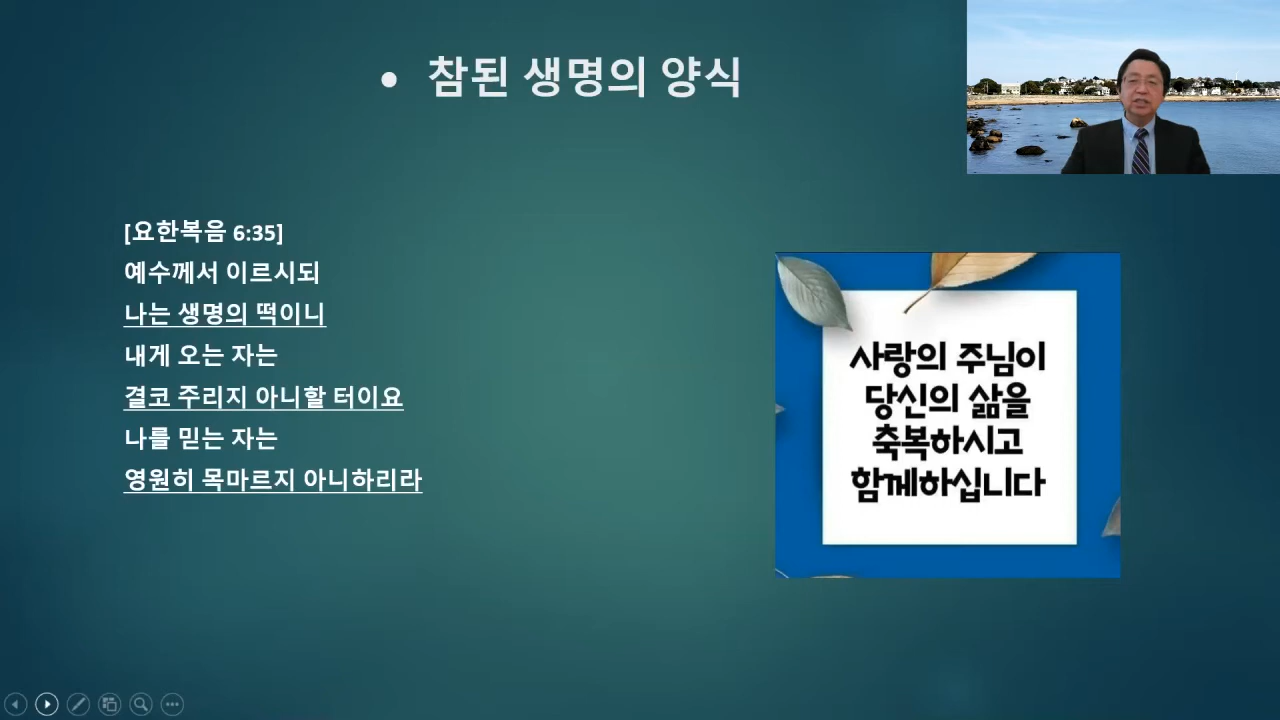 • 참된 생명의 양식
[요한복음 6:35]
예수께서 이르시되
나는 생명의 떡이니
내게 오는 자는
결코 주리지 아니할 터이요
나를 믿는 자는
영원히 목마르지 아니하리라
사랑의 주님이
당신의 삶을
축복하시고
함께하십니다